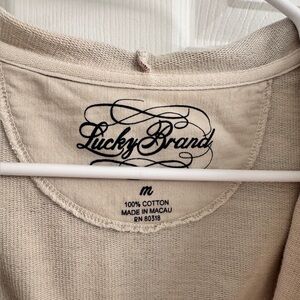 Lucky Brand
m
100% COTTON
MADE IN MACAU
RN 80318